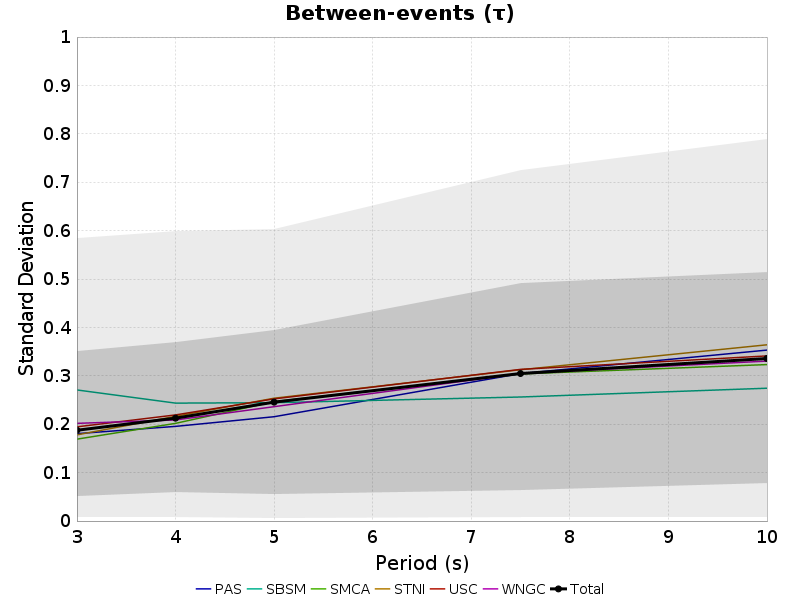 Between-events (τ)
Standard Deviation
1
0.9
0.8
0.7
0.6
0.5
0.4
0.3
0.2
0.1
0
3 4 5 6 7 8 9 10
Period (s)
PAS SBSM SMCA STNI USC WNGC Total